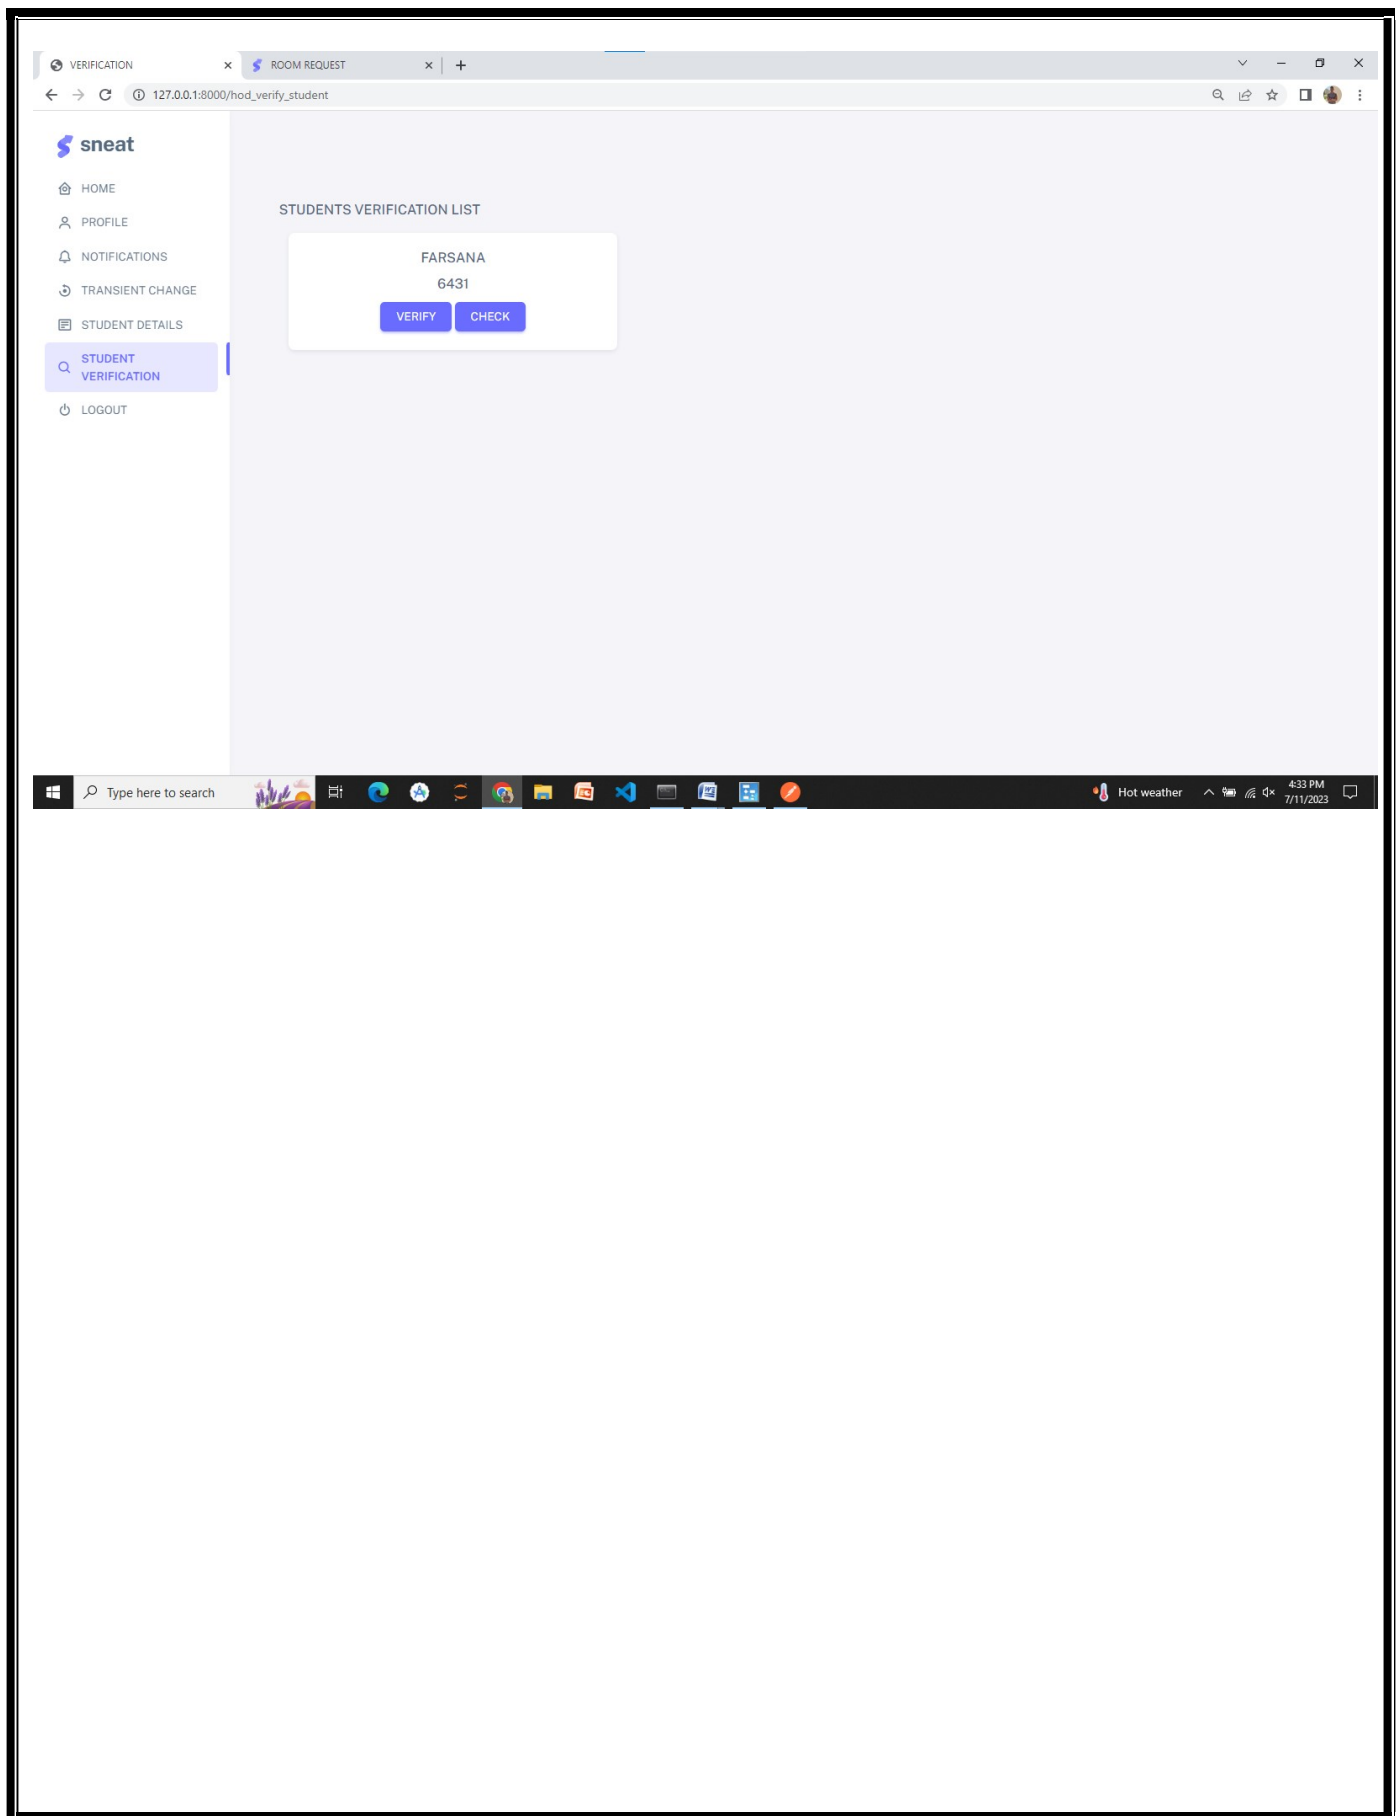 VERIFICATION
ROOM REQUEST
127.0.0.1:8000/hod_verify_student
sneat
HOME
PROFILE
NOTIFICATIONS
TRANSIENT CHANGE
STUDENT DETAILS
STUDENT
VERIFICATION
LOGOUT
STUDENTS VERIFICATION LIST
FARSANA
6431
VERIFY CHECK
Type here to search
Hot weather
4:33 PM
7/11/2023